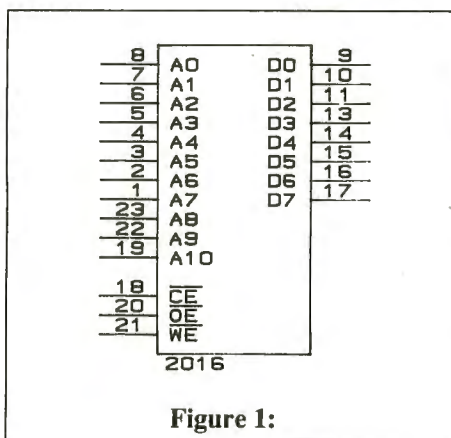 8 A0 D0 9
7 A1 D1 10
6 A2 D2 11
5 A3 D3 13
4 A4 D4 14
3 A5 D5 15
2 A6 D6 16
1 A7 D7 17
23 A8
22 A9
19 A10
18 CE
20 OE
21 WE
2016
Figure 1: